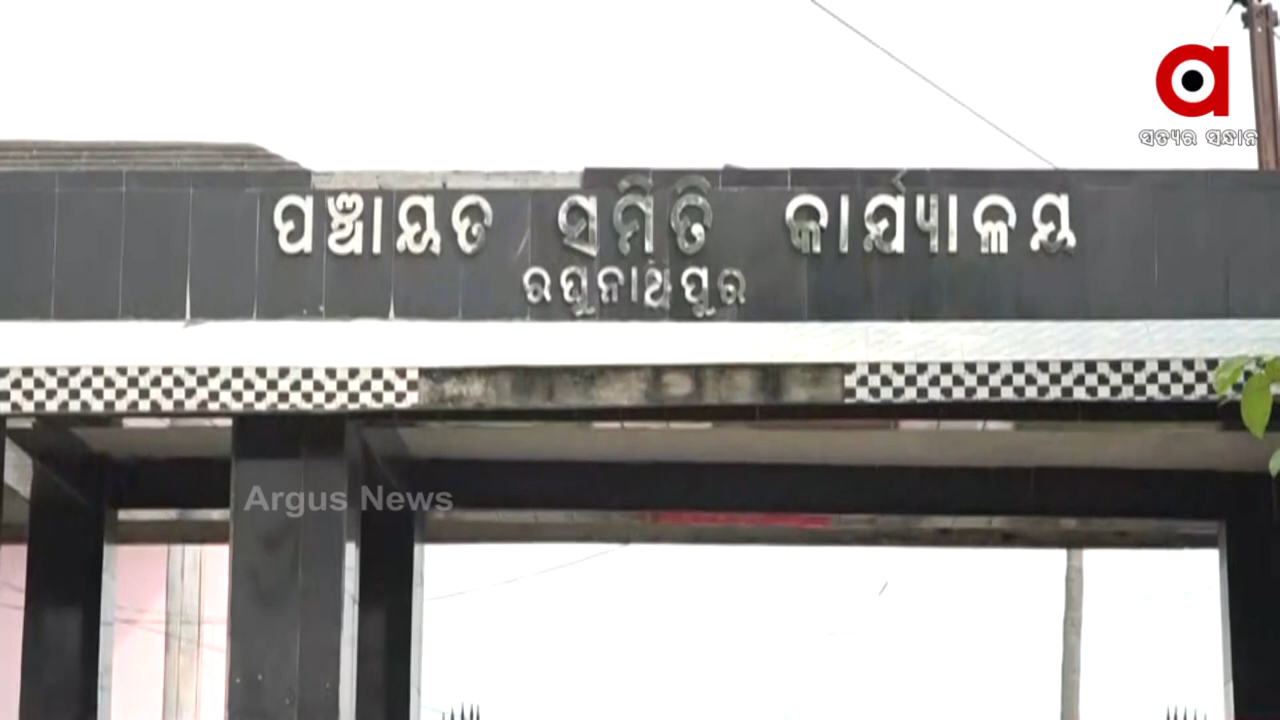 ସତ୍ୟର ସନ୍ଧାନ
ପଞ୍ଚାୟତ ସମିତି କାର୍ଯ୍ୟାଳୟ
ରଘୁନାଥପୁର
Argus News